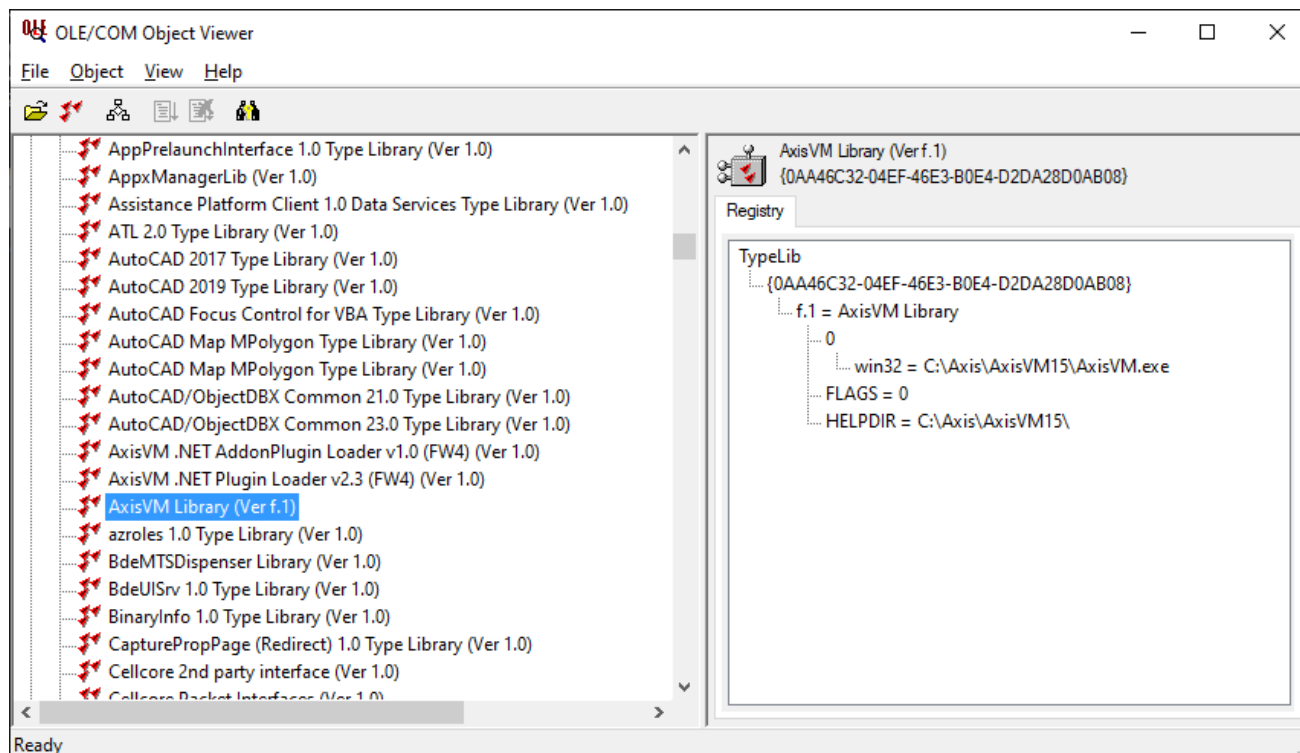 OLE/COM Object Viewer
File Object View Help
AppPrelaunchInterface 1.0 Type Library (Ver 1.0)
AppxManagerLib (Ver 1.0)
Assistance Platform Client 1.0 Data Services Type Library (Ver 1.0)
ATL 2.0 Type Library (Ver 1.0)
AutoCAD 2017 Type Library (Ver 1.0)
AutoCAD 2019 Type Library (Ver 1.0)
AutoCAD Focus Control for VBA Type Library (Ver 1.0)
AutoCAD Map MPolygon Type Library (Ver 1.0)
AutoCAD Map MPolygon Type Library (Ver 1.0)
AutoCAD/ObjectDBX Common 21.0 Type Library (Ver 1.0)
AutoCAD/ObjectDBX Common 23.0 Type Library (Ver 1.0)
AxisVM .NET AddonPlugin Loader v1.0 (FW4) (Ver 1.0)
AxisVM .NET Plugin Loader v2.3 (FW4) (Ver 1.0)
AxisVM Library (Ver f.1)
azroles 1.0 Type Library (Ver 1.0)
BdeMTSDispenser Library (Ver 1.0)
BdeUISrv 1.0 Type Library (Ver 1.0)
BinaryInfo 1.0 Type Library (Ver 1.0)
CapturePropPage (Redirect) 1.0 Type Library (Ver 1.0)
Cellcore 2nd party interface (Ver 1.0)
Cellcore Packet Interfaces (Ver 1.0)
AxisVM Library (Ver f.1)
{0AA46C32-04EF-46E3-B0E4-D2DA28D0AB08}
Registry
TypeLib
{0AA46C32-04EF-46E3-B0E4-D2DA28D0AB08}
f.1 = AxisVM Library
0
win32 = C:\Axis\AxisVM15\AxisVM.exe
FLAGS = 0
HELPDIR = C:\Axis\AxisVM15\
Ready